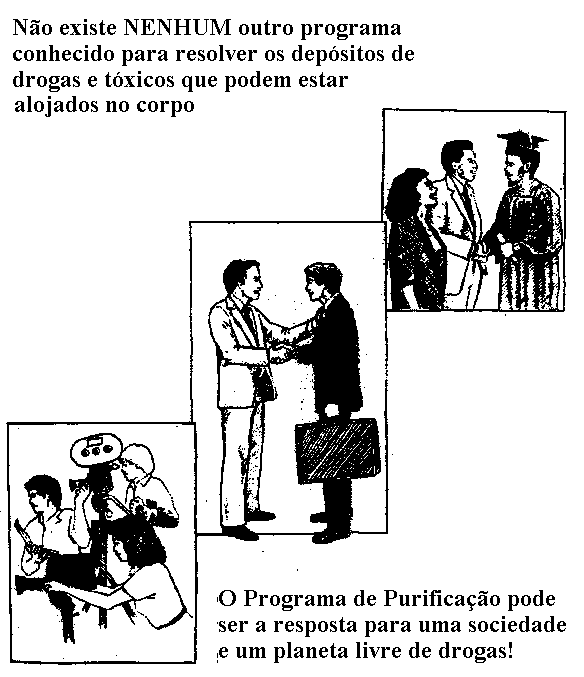 Não existe NENHUM outro programa
conhecido para resolver os depósitos de
drogas e tóxicos que podem estar
alojados no corpo
O Programa de Purificação pode
ser a resposta para uma sociedade
e um planeta livre de drogas!